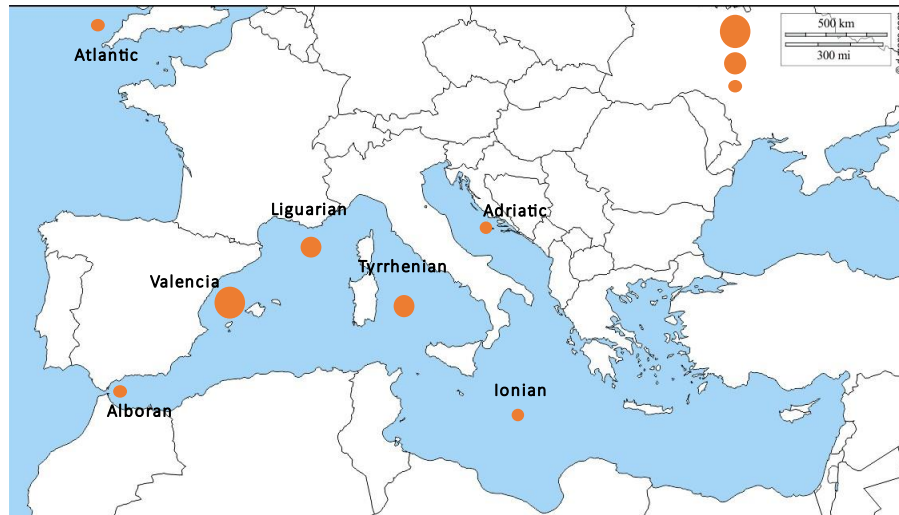 500 km
300 mi
Atlantic
Liguarian
Adriatic
Tyrrhenian
Valencia
Ionian
Alboran